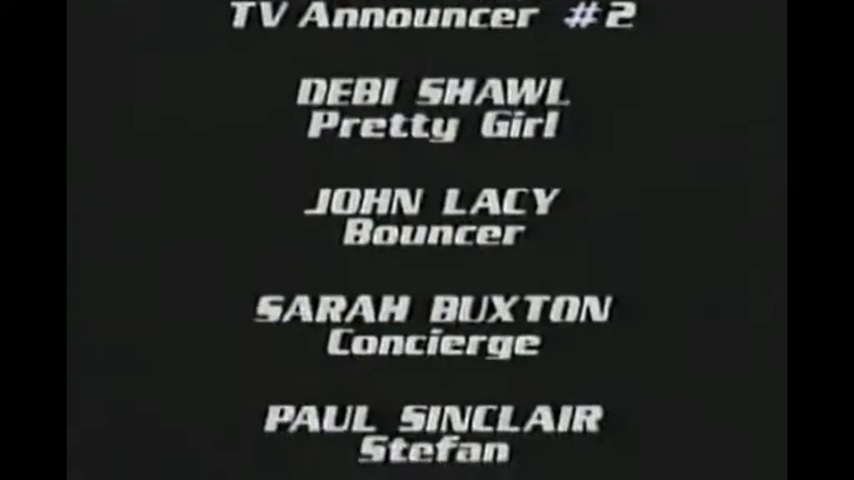 TV Announcer #2
DEBI SHAWL
Pretty Girl
JOHN LACY
Bouncer
SARAH BUXTON
Concierge
PAUL SINCLAIR
Stefan